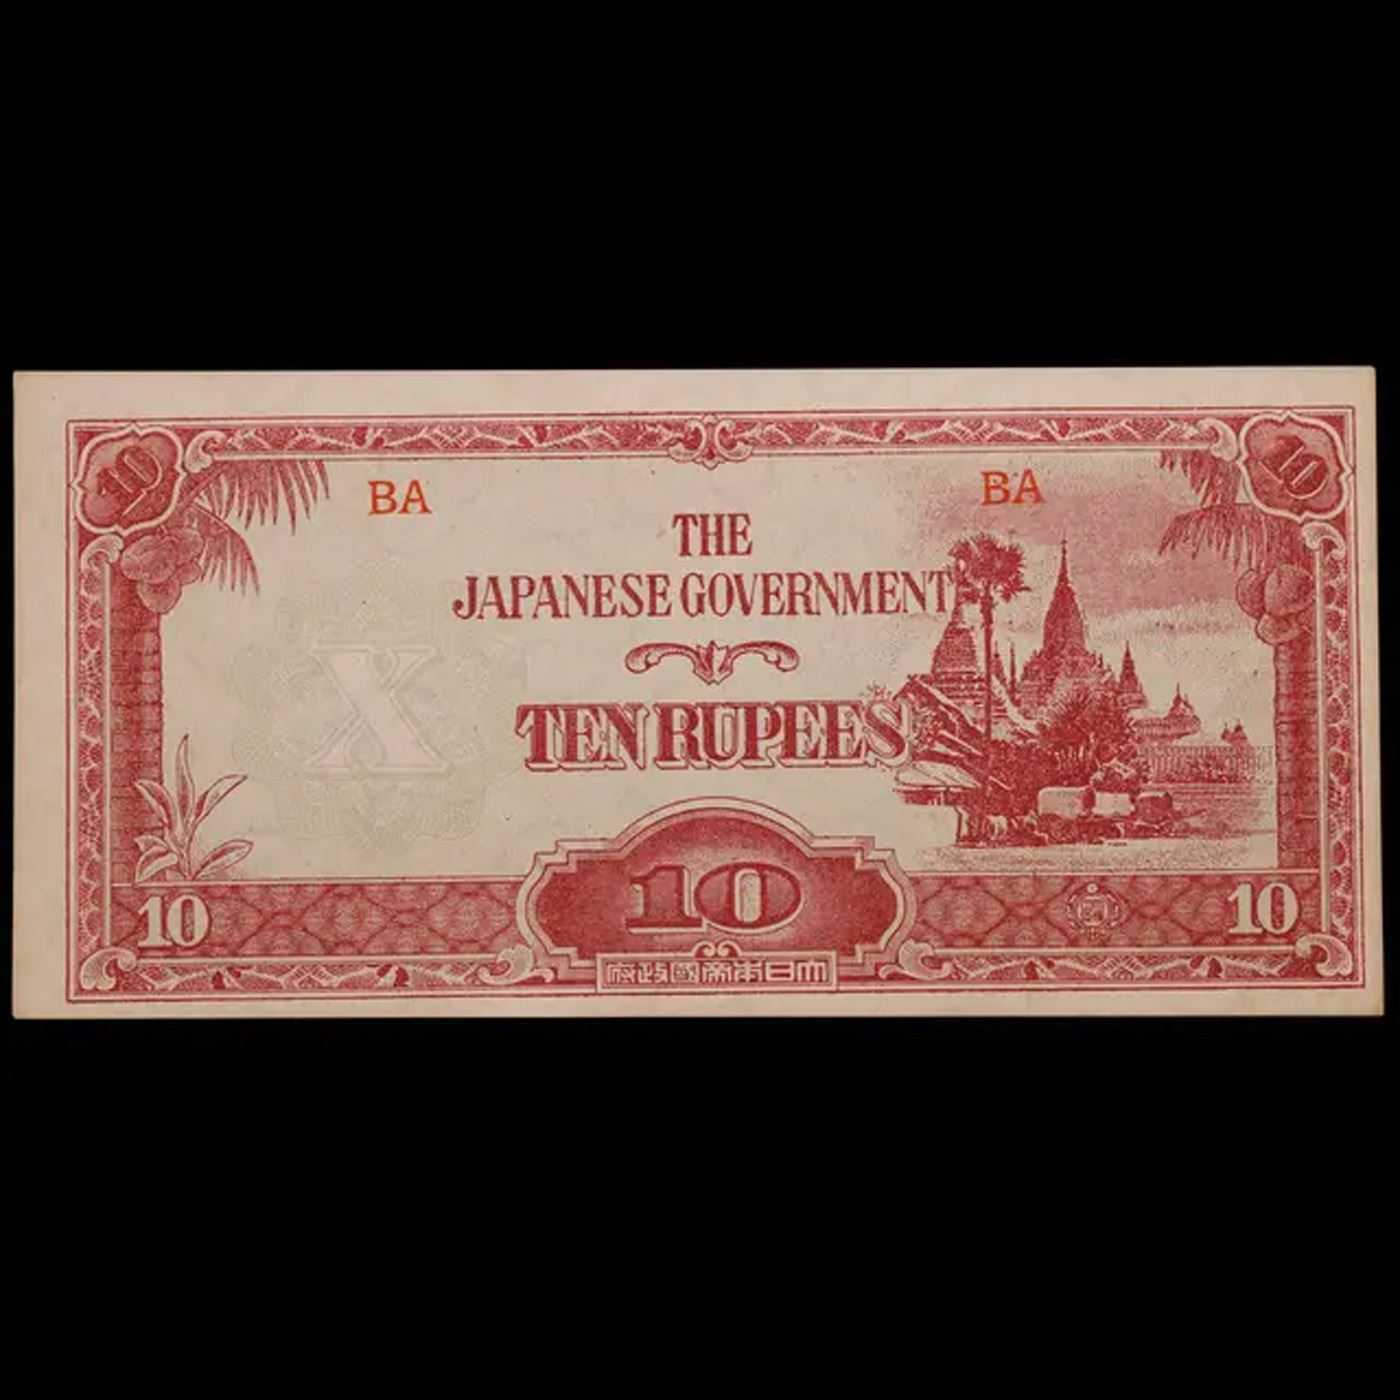 10
10
BA
BA
THE
JAPANESE GOVERNMENT
X
TEN RUPEES
10
10
10
府政國帝本日大